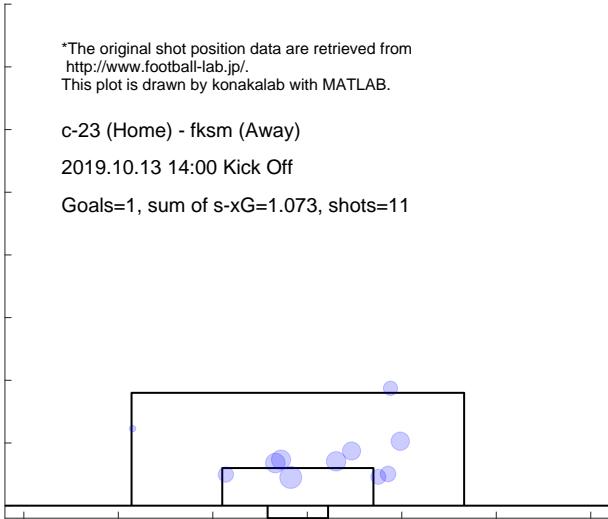 *The original shot position data are retrieved from
http://www.football-lab.jp/.
This plot is drawn by konakalab with MATLAB.
c-23 (Home) - fksm (Away)
2019.10.13 14:00 Kick Off
Goals=1, sum of s-xG=1.073, shots=11